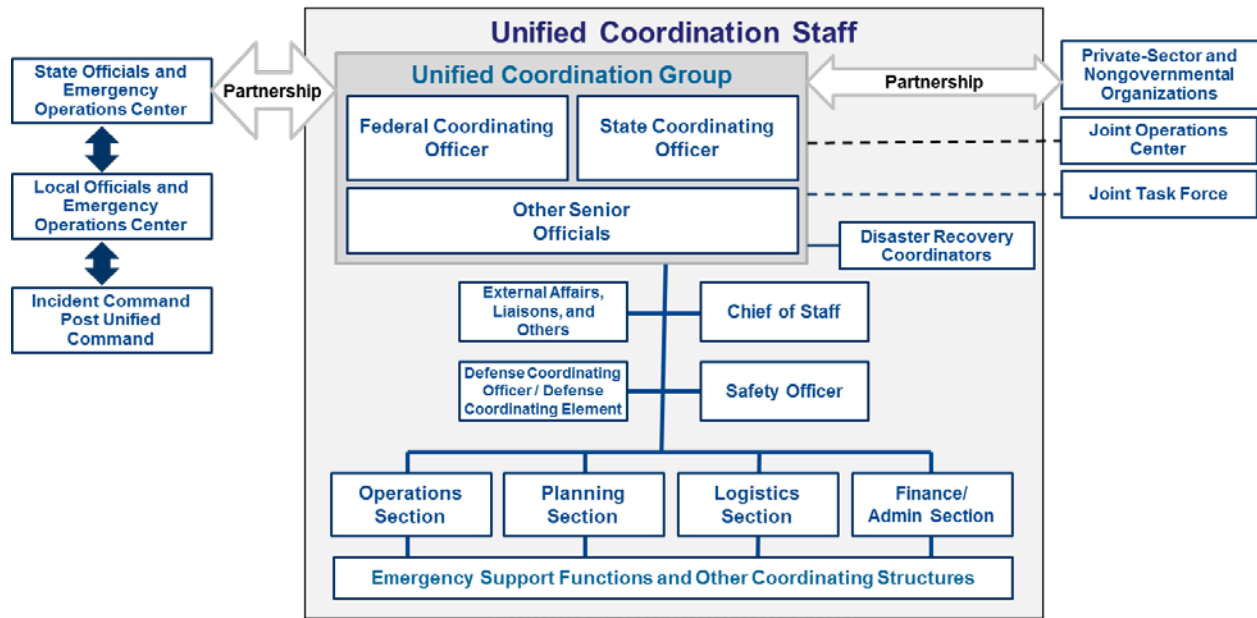 Unified Coordination Staff
State Officials and
Emergency
Operations Center
Partnership
Unified Coordination Group
Partnership
Private-Sector and
Nongovernmental
Organizations
Federal Coordinating
Officer
State Coordinating
Officer
Joint Operations
Center
Local Officials and
Emergency
Operations Center
Other Senior
Officials
Joint Task Force
Disaster Recovery
Coordinators
Incident Command
Post Unified
Command
External Affairs,
Liaisons, and
Others
Chief of Staff
Defense Coordinating
Officer / Defense
Coordinating Element
Safety Officer
Operations
Section
Planning
Section
Logistics
Section
Finance/
Admin Section
Emergency Support Functions and Other Coordinating Structures